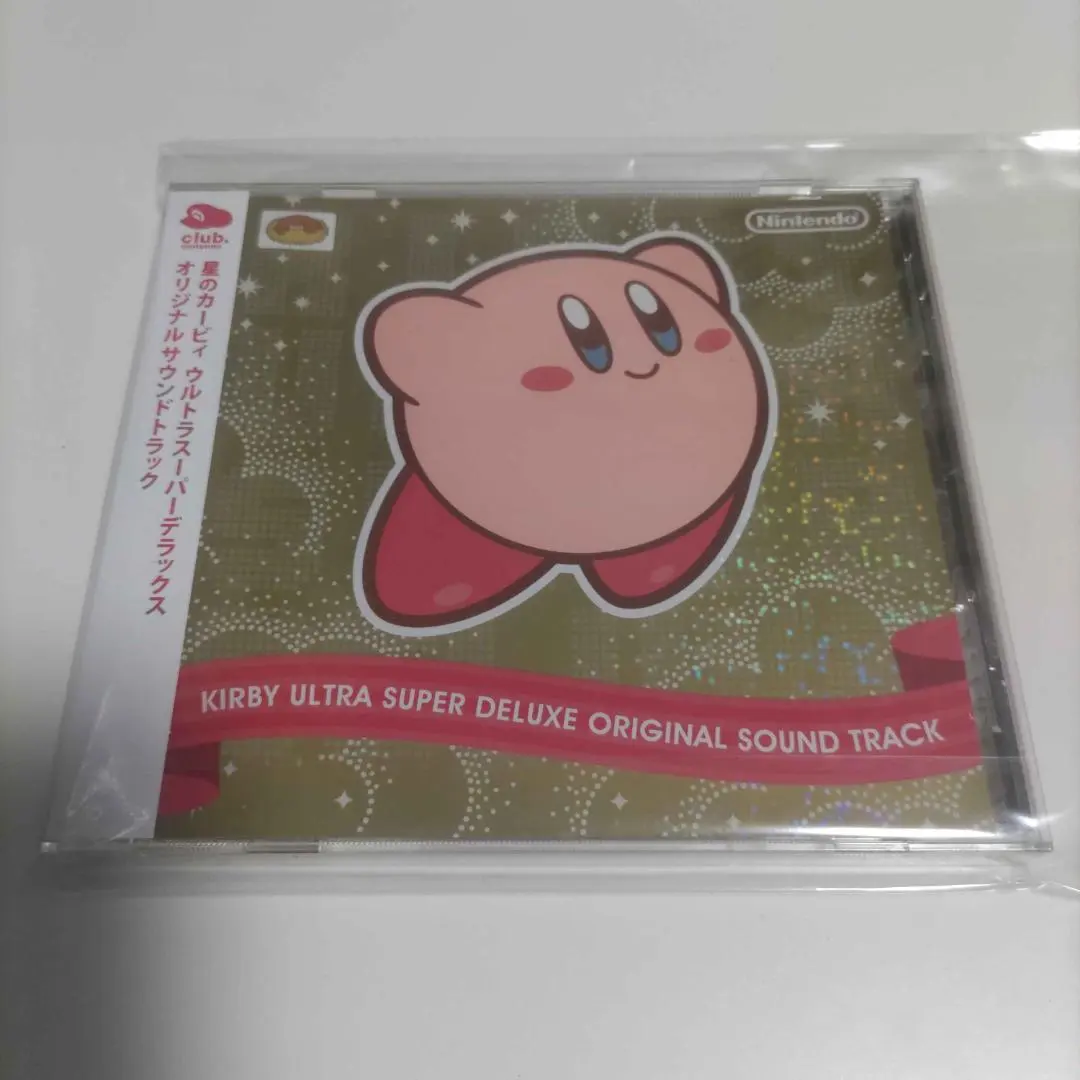 club
星のカービィ ウルトラスーパーデラックス
オリジナル サウンドトラック
Nintendo
KIRBY ULTRA SUPER DELUXE ORIGINAL SOUND TRACK